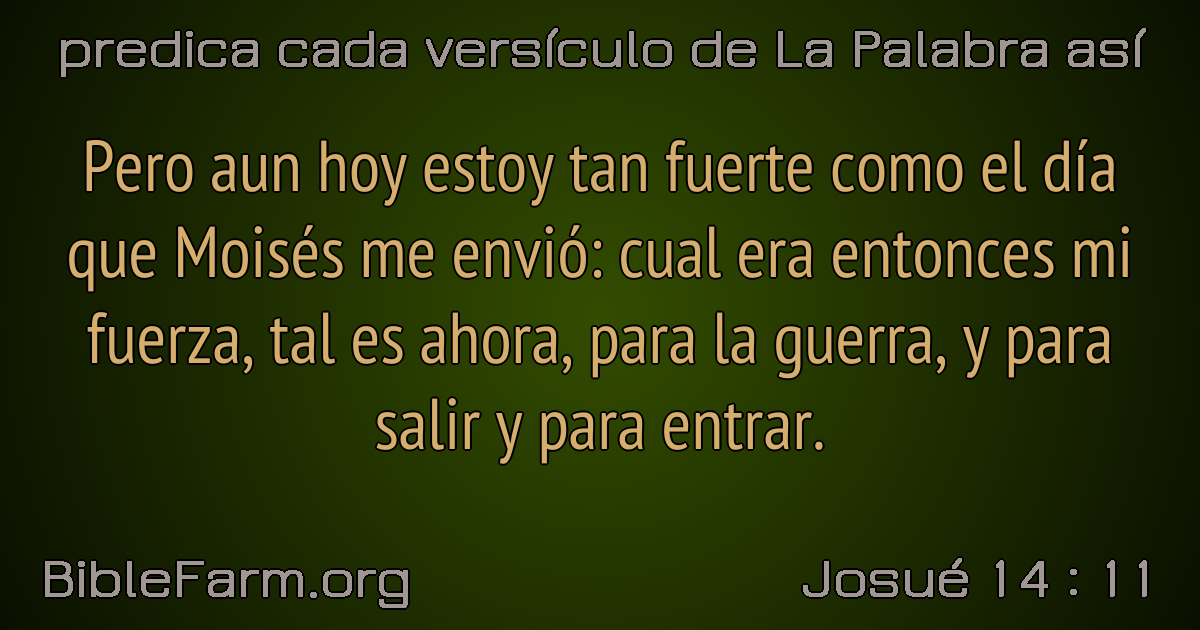 predica cada versículo de La Palabra así
Pero aun hoy estoy tan fuerte como el día
que Moisés me envió: cual era entonces mi
fuerza, tal es ahora, para la guerra, y para
salir y para entrar.
BibleFarm.org
Josué 14 : 11